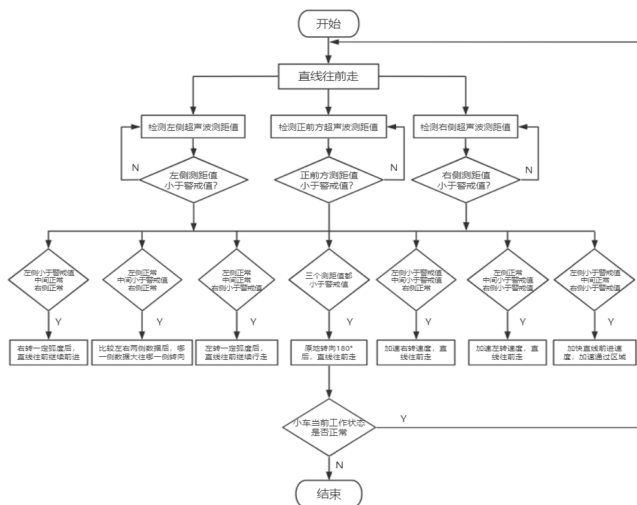 开始
直线往前走
检测左侧超声波测距值
检测正前方超声波测距值
检测右侧超声波测距值
N
N
N
左侧测距值
小于警戒值?
正前方测距值
小于警戒值?
右侧测距值
小于警戒值?
左侧小于警戒值
中间正常
右侧正常
左侧正常
中间小于警戒值
右侧正常
左侧正常
中间正常
右侧小于警戒值
三个测距值都
小于警戒值
左侧小于警戒值
中间小于警戒值
右侧正常
左侧正常
中间小于警戒值
右侧小于警戒值
左侧小于警戒值
中间正常
右侧小于警戒值
Y
Y
Y
Y
Y
Y
Y
右转一定弧度后,
直线往前继续前进
比较左右两侧数据后,哪
一侧数据大往哪一侧转向
左转一定弧度后,
直线往前继续行走
原地转向180°
后,直线往前走
加速右转速度,直
线往前走
加速左转速度,直
线往前走
加快直线前进速
度,加速通过区域
小车当前工作状态
是否正常
Y
N
结束